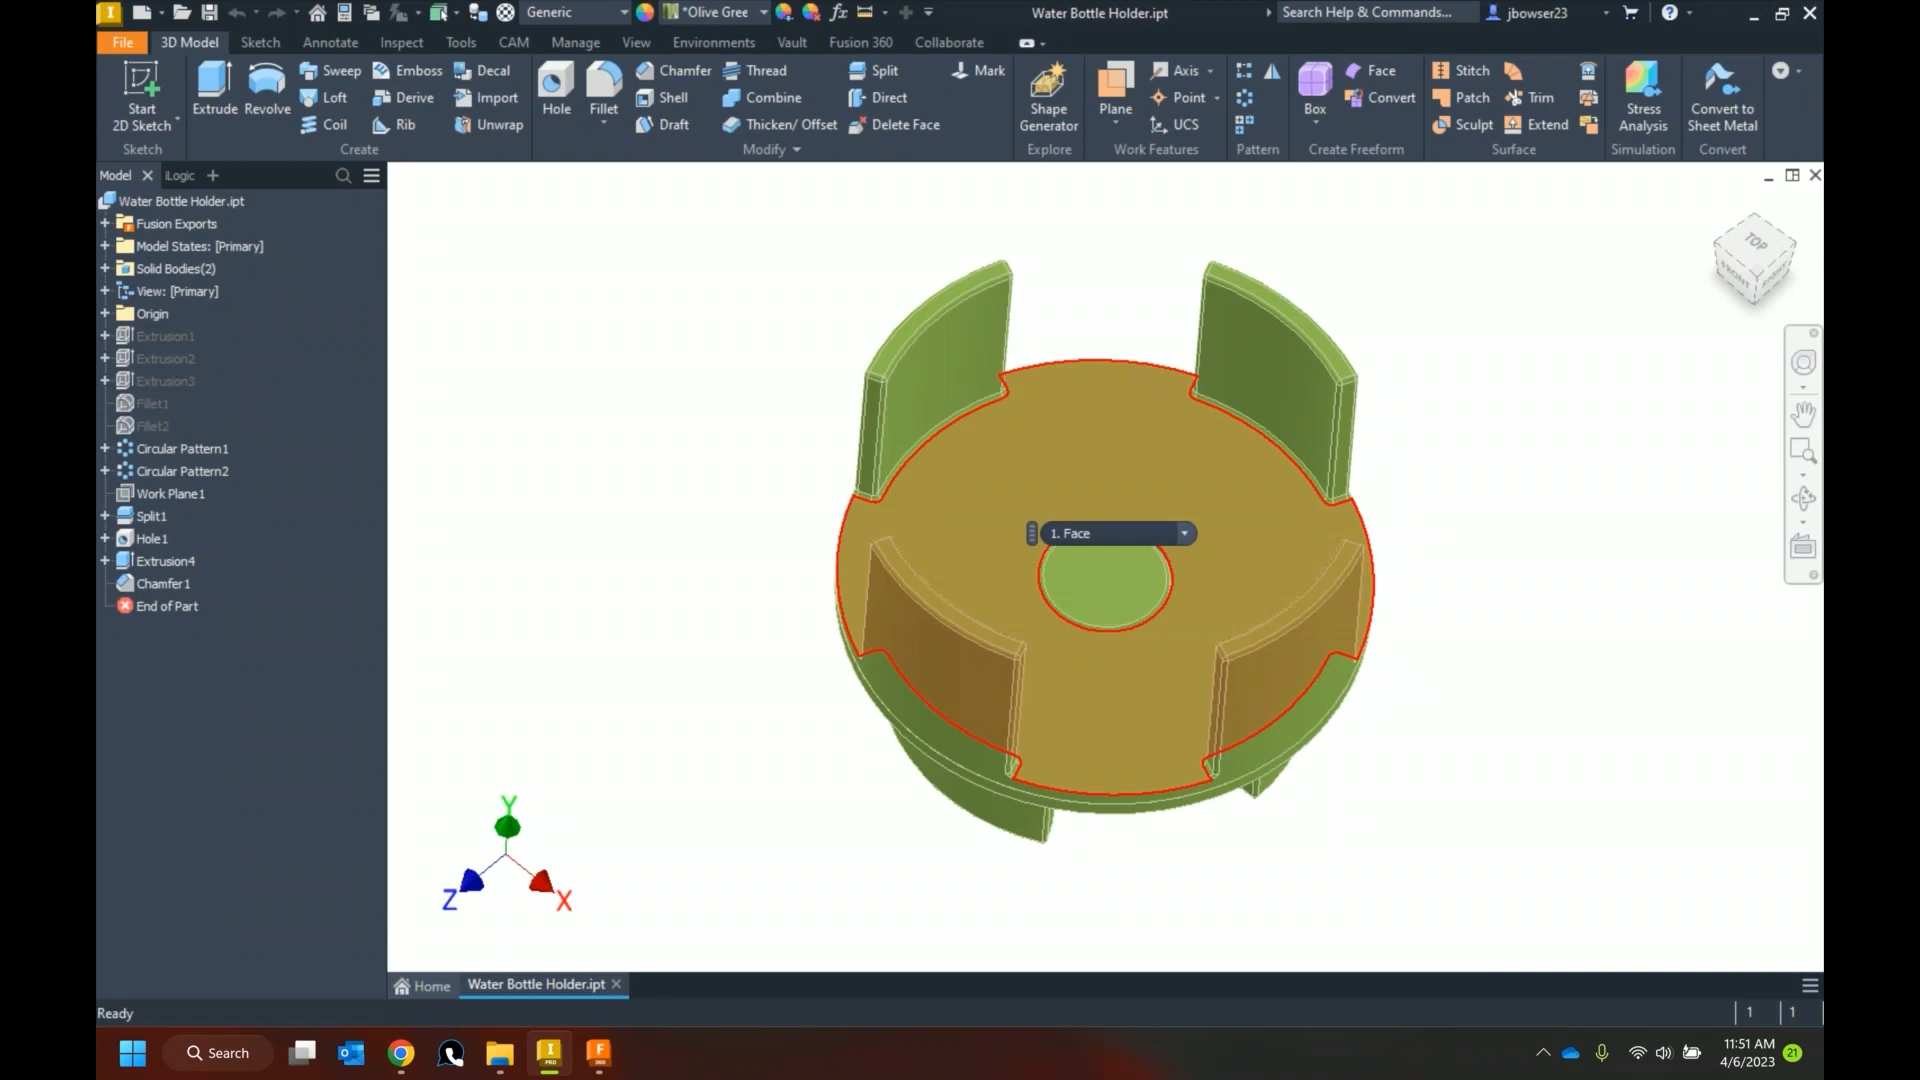 Generic
*Olive Gree
fx
Water Bottle Holder.ipt
Search Help & Commands...
jbowser23
File 3D Model Sketch Annotate Inspect Tools CAM Manage View Environments Vault Fusion 360 Collaborate
Start
2D Sketch
Sketch
Extrude
Revolve
Sweep
Loft
Coil
Emboss
Derive
Rib
Decal
Import
Unwrap
Create
Hole
Fillet
Chamfer
Shell
Draft
Thread
Combine
Thicken/ Offset
Split
Direct
Delete Face
Mark
Modify
Shape
Generator
Explore
Plane
Axis
Point
UCS
Work Features
Pattern
Box
Face
Convert
Create Freeform
Stitch
Patch
Sculpt
Trim
Extend
Surface
Stress
Analysis
Simulation
Convert to
Sheet Metal
Convert
Model iLogic
Water Bottle Holder.ipt
Fusion Exports
Model States: [Primary]
Solid Bodies(2)
View: [Primary]
Origin
Extrusion1
Extrusion2
Extrusion3
Fillet1
Fillet2
Circular Pattern1
Circular Pattern2
Work Plane1
Split1
Hole1
Extrusion4
Chamfer1
End of Part
1. Face
TOP
FRONT
RIGHT
Y
Z
X
Home
Water Bottle Holder.ipt
Ready
1
1
Search
PRO
11:51 AM
4/6/2023
21